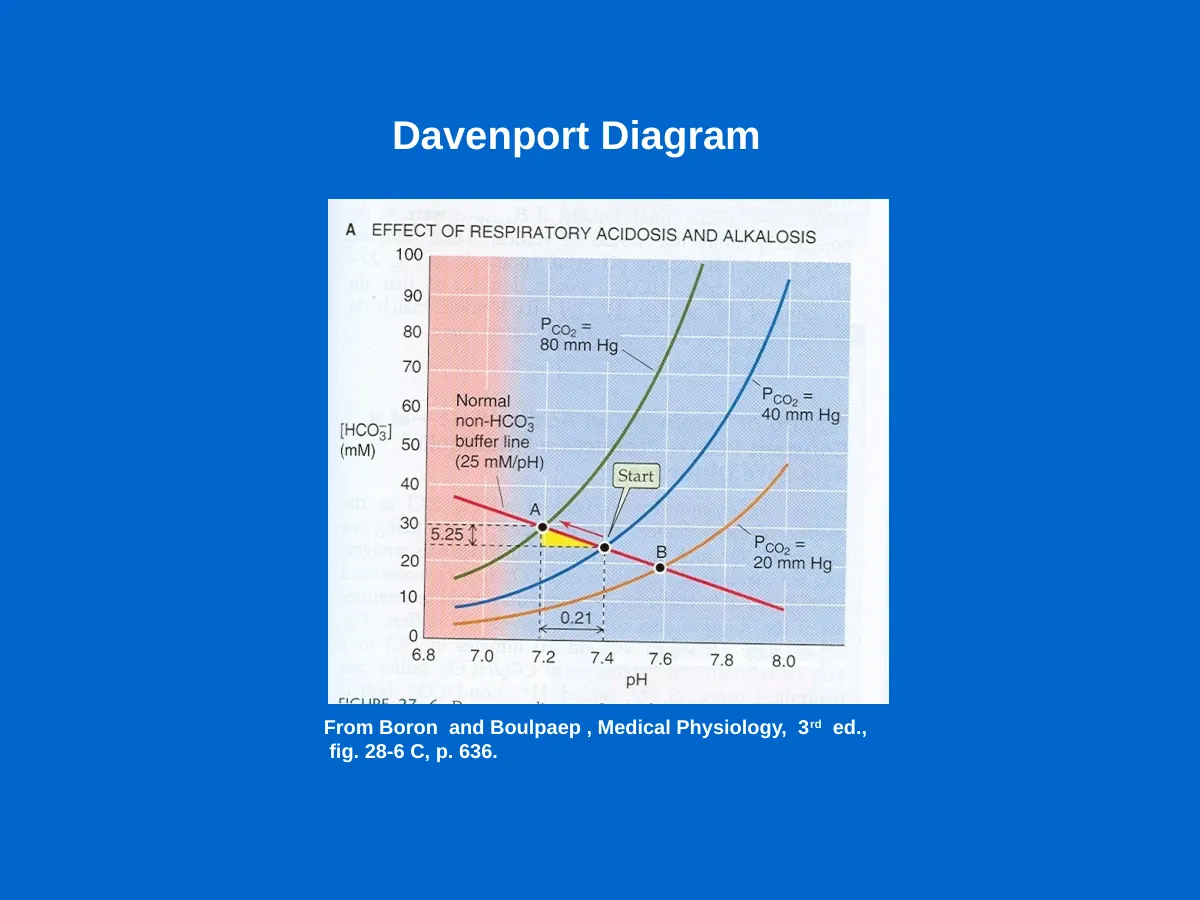 Davenport Diagram
A EFFECT OF RESPIRATORY ACIDOSIS AND ALKALOSIS
100
90
80
70
60
50
40
30
20
10
0
[HCO₃⁻]
(mM)
P_CO₂ =
80 mm Hg
P_CO₂ =
40 mm Hg
Normal
non-HCO₃⁻
buffer line
(25 mM/pH)
Start
A
5.25
B
P_CO₂ =
20 mm Hg
0.21
6.8 7.0 7.2 7.4 7.6 7.8 8.0
pH
From Boron and Boulpaep , Medical Physiology, 3rd ed.,
fig. 28-6 C, p. 636.